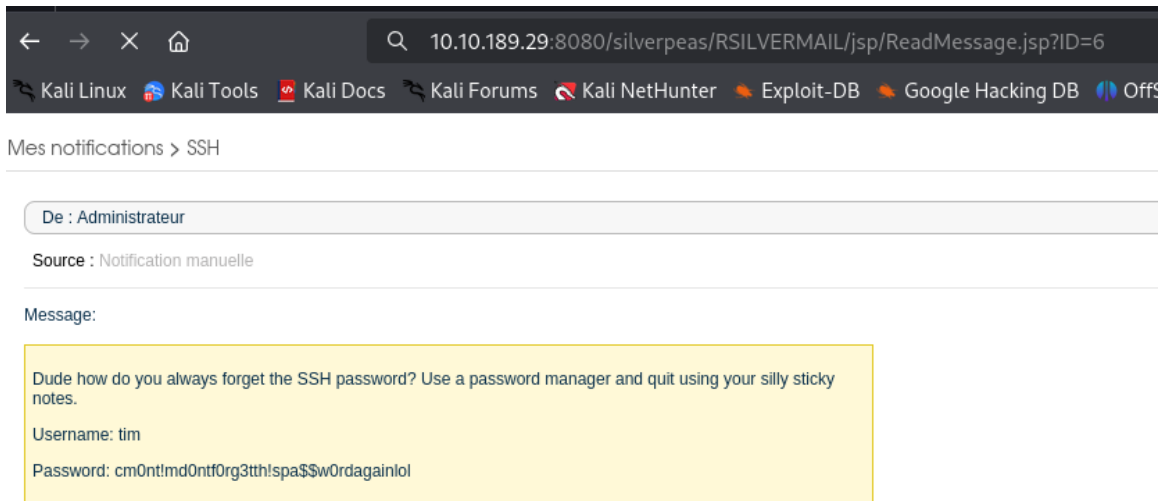 10.10.189.29:8080/silverpeas/RSILVERMAIL/jsp/ReadMessage.jsp?ID=6
Kali Linux Kali Tools Kali Docs Kali Forums Kali NetHunter Exploit-DB Google Hacking DB OffS
Mes notifications > SSH
De : Administrateur
Source : Notification manuelle
Message:
Dude how do you always forget the SSH password? Use a password manager and quit using your silly sticky
notes.
Username: tim
Password: cm0nt!md0ntf0rg3tth!spa$$w0rdagainlol